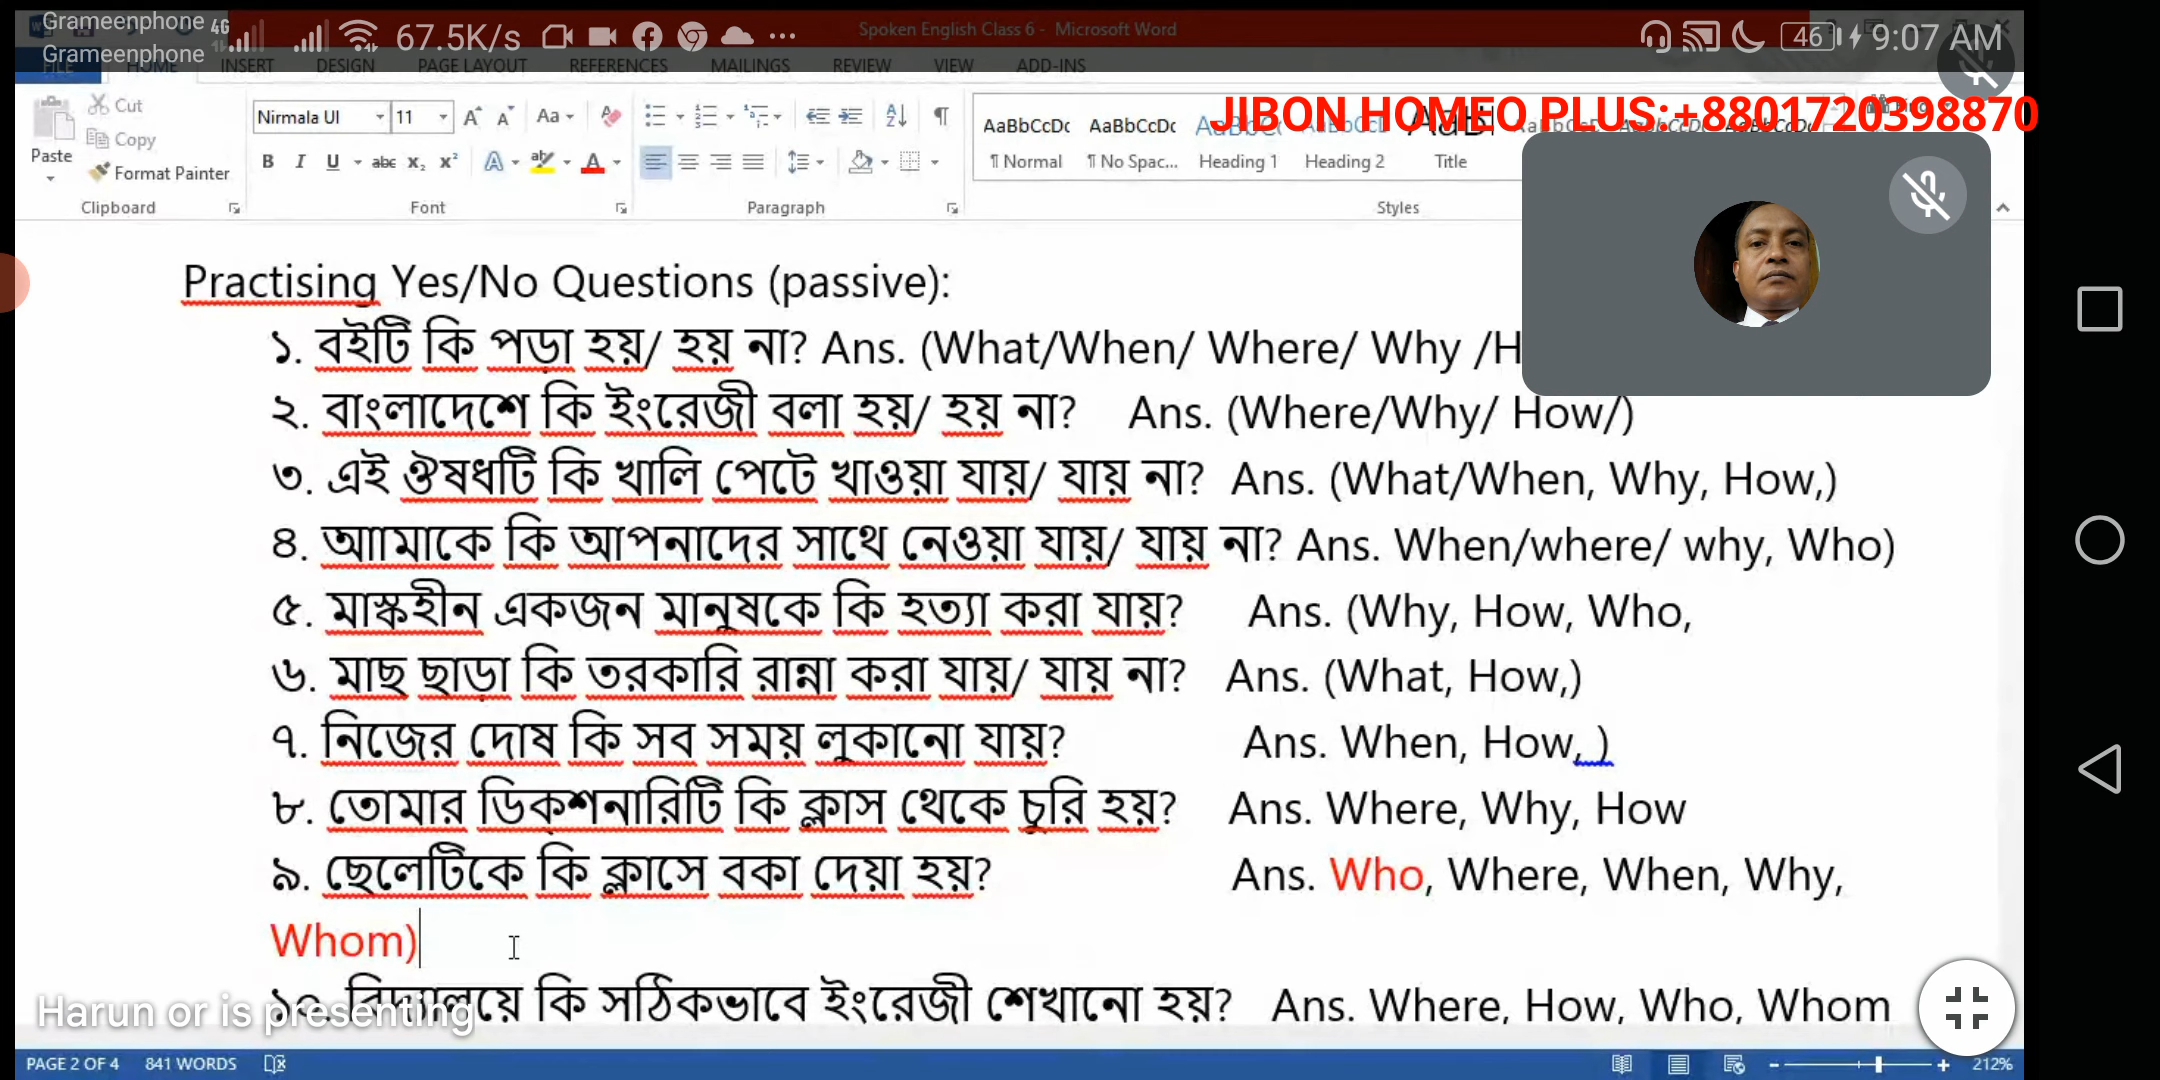 Grameenphone
Grameenphone
4G
67.5K/s
46
9:07 AM
Spoken English Class 6 - Microsoft Word
FILE HOME INSERT DESIGN PAGE LAYOUT REFERENCES MAILINGS REVIEW VIEW ADD-INS
JIBON HOMEO PLUS:+8801720398870
Cut
Copy
Paste
Format Painter
Nirmala UI 11
AaBbCcDc AaBbCcDc
¶ Normal ¶ No Spac... Heading 1 Heading 2 Title
Clipboard Font Paragraph Styles
Practising Yes/No Questions (passive):
১. বইটি কি পড়া হয়/ হয় না? Ans. (What/When/ Where/ Why /H
২. বাংলাদেশে কি ইংরেজী বলা হয়/ হয় না? Ans. (Where/Why/ How/)
৩. এই ঔষধটি কি খালি পেটে খাওয়া যায়/ যায় না? Ans. (What/When, Why, How,)
৪. আামাকে কি আপনাদের সাথে নেওয়া যায়/ যায় না? Ans. When/where/ why, Who)
৫. মাস্কহীন একজন মানুষকে কি হত্যা করা যায়? Ans. (Why, How, Who,
৬. মাছ ছাড়া কি তরকারি রান্না করা যায়/ যায় না? Ans. (What, How,)
৭. নিজের দোষ কি সব সময় লুকানো যায়? Ans. When, How, )
৮. তোমার ডিকশনারিটি কি ক্লাস থেকে চুরি হয়? Ans. Where, Why, How
৯. ছেলেটিকে কি ক্লাসে বকা দেয়া হয়? Ans. Who, Where, When, Why,
Whom)
১০. বিদ্যালয়ে কি সঠিকভাবে ইংরেজী শেখানো হয়? Ans. Where, How, Who, Whom
Harun or is presenting
PAGE 2 OF 4 841 WORDS 212%